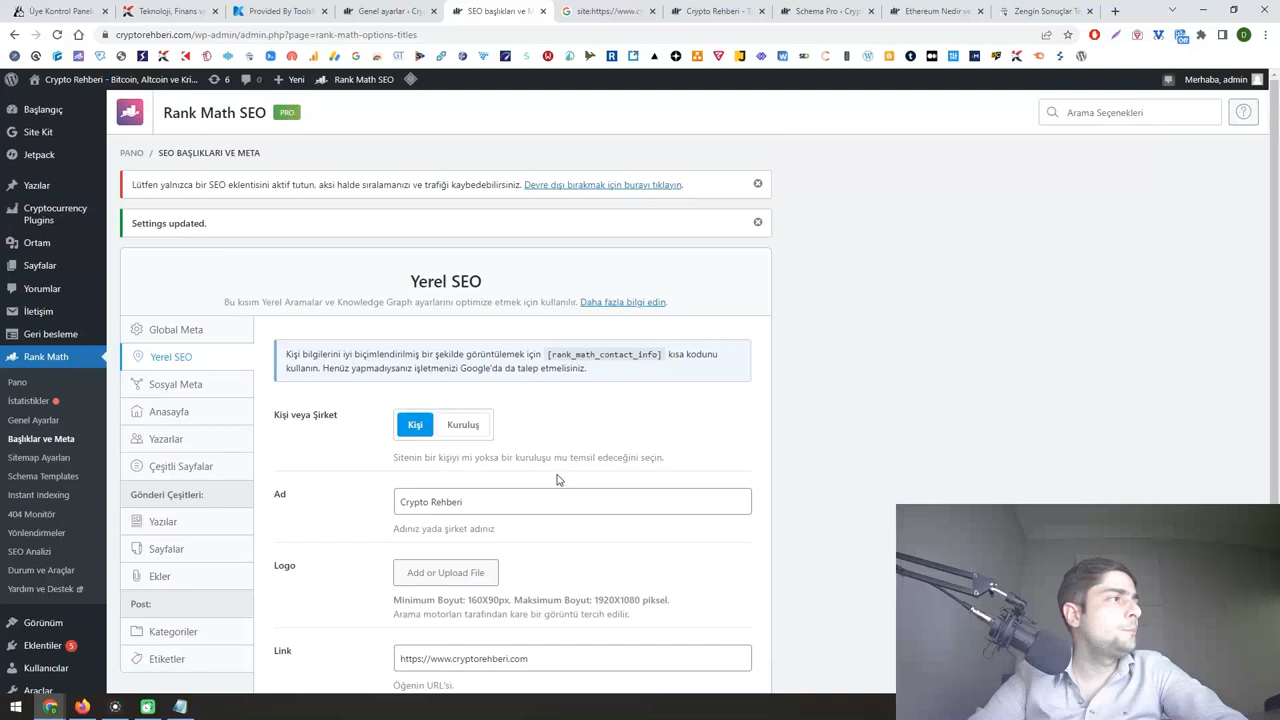 Üye Kontrol Paneli
Teknoloji, Finans v
Provided By Toolsf
Genel ayarlar ‹ Cry
SEO başlıkları ve M
site:https://www.c
Crypto Rehberi - T
Schema Pro ‹ Crypt
Ethereum Nedir ve
Zengin Sonuçlar Te
cryptorehberi.com/wp-admin/admin.php?page=rank-math-options-titles
Crypto Rehberi - Bitcoin, Altcoin ve Kri...
6
0
Yeni
Rank Math SEO
Merhaba, admin
Başlangıç
Site Kit
Jetpack
Yazılar
Cryptocurrency
Plugins
Ortam
Sayfalar
Yorumlar
İletişim
Geri besleme
Rank Math
Pano
İstatistikler
Genel Ayarlar
Başlıklar ve Meta
Sitemap Ayarları
Schema Templates
Instant Indexing
404 Monitör
Yönlendirmeler
SEO Analizi
Durum ve Araçlar
Yardım ve Destek
Görünüm
Eklentiler 5
Kullanıcılar
Araçlar
Rank Math SEO PRO
Arama Seçenekleri
PANO / SEO BAŞLIKLARI VE META
Lütfen yalnızca bir SEO eklentisini aktif tutun, aksi halde sıralamanızı ve trafiği kaybedebilirsiniz. Devre dışı bırakmak için burayı tıklayın.
Settings updated.
Yerel SEO
Bu kısım Yerel Aramalar ve Knowledge Graph ayarlarını optimize etmek için kullanılır. Daha fazla bilgi edin.
Global Meta
Yerel SEO
Sosyal Meta
Anasayfa
Yazarlar
Çeşitli Sayfalar
Gönderi Çeşitleri:
Yazılar
Sayfalar
Ekler
Post:
Kategoriler
Etiketler
Kişi bilgilerini iyi biçimlendirilmiş bir şekilde görüntülemek için [rank_math_contact_info] kısa kodunu
kullanın. Henüz yapmadıysanız işletmenizi Google'da da talep etmelisiniz.
Kişi veya Şirket
Kişi
Kuruluş
Sitenin bir kişiyi mi yoksa bir kuruluşu mu temsil edeceğini seçin.
Ad
Crypto Rehberi
Adınız yada şirket adınız
Logo
Add or Upload File
Minimum Boyut: 160X90px, Maksimum Boyut: 1920X1080 piksel.
Arama motorları tarafından kare bir görüntü tercih edilir.
Link
https://www.cryptorehberi.com
Öğenin URL'si.